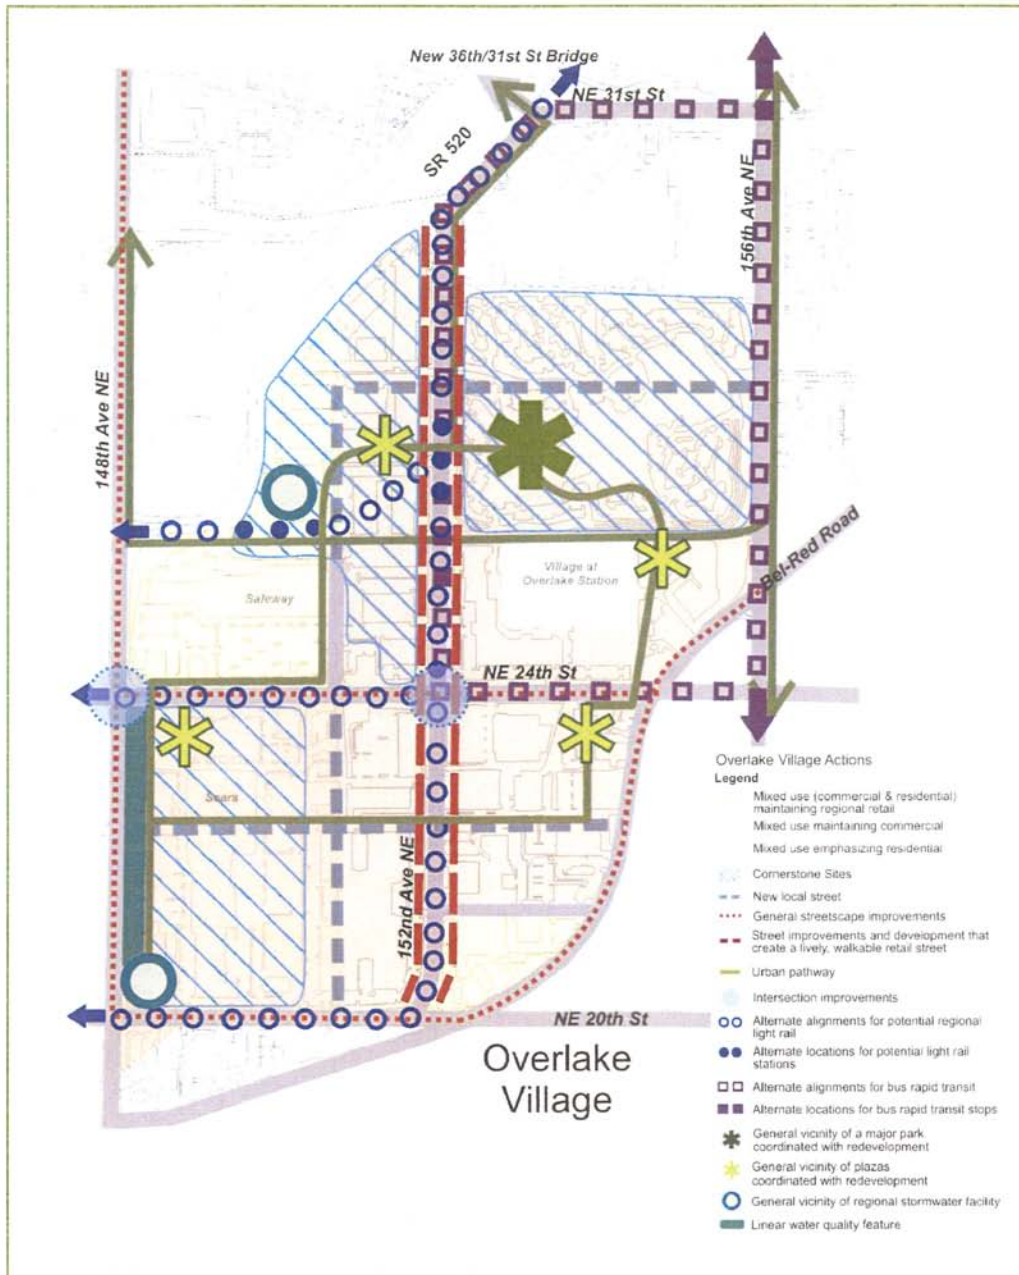 New 36th/31st St Bridge
NE 31st St
SR 520
156th Ave NE
148th Ave NE
Bel-Red Road
Village at
Overlake Station
Safeway
NE 24th St
Sears
152nd Ave NE
NE 20th St
Overlake
Village
Overlake Village Actions
Legend
Mixed use (commercial & residential)
maintaining regional retail
Mixed use maintaining commercial
Mixed use emphasizing residential
Cornerstone Sites
New local street
General streetscape improvements
Street improvements and development that
create a lively, walkable retail street
Urban pathway
Intersection improvements
Alternate alignments for potential regional
light rail
Alternate locations for potential light rail
stations
Alternate alignments for bus rapid transit
Alternate locations for bus rapid transit stops
General vicinity of a major park
coordinated with redevelopment
General vicinity of plazas
coordinated with redevelopment
General vicinity of regional stormwater facility
Linear water quality feature